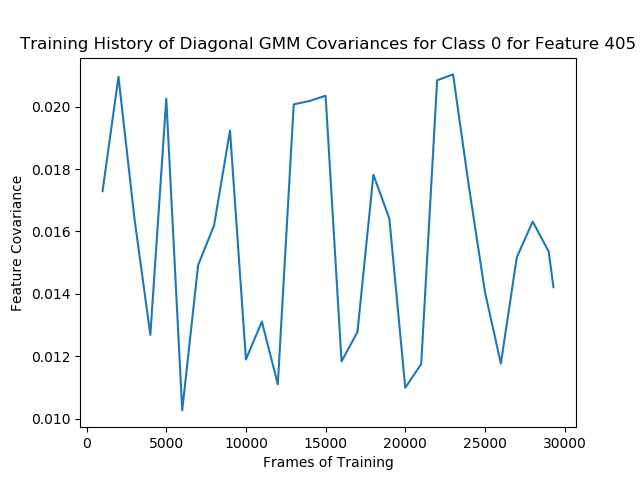 Training History of Diagonal GMM Covariances for Class 0 for Feature 405
0.020
0.018
0.016
0.014
0.012
0.010
Feature Covariance
0 5000 10000 15000 20000 25000 30000
Frames of Training